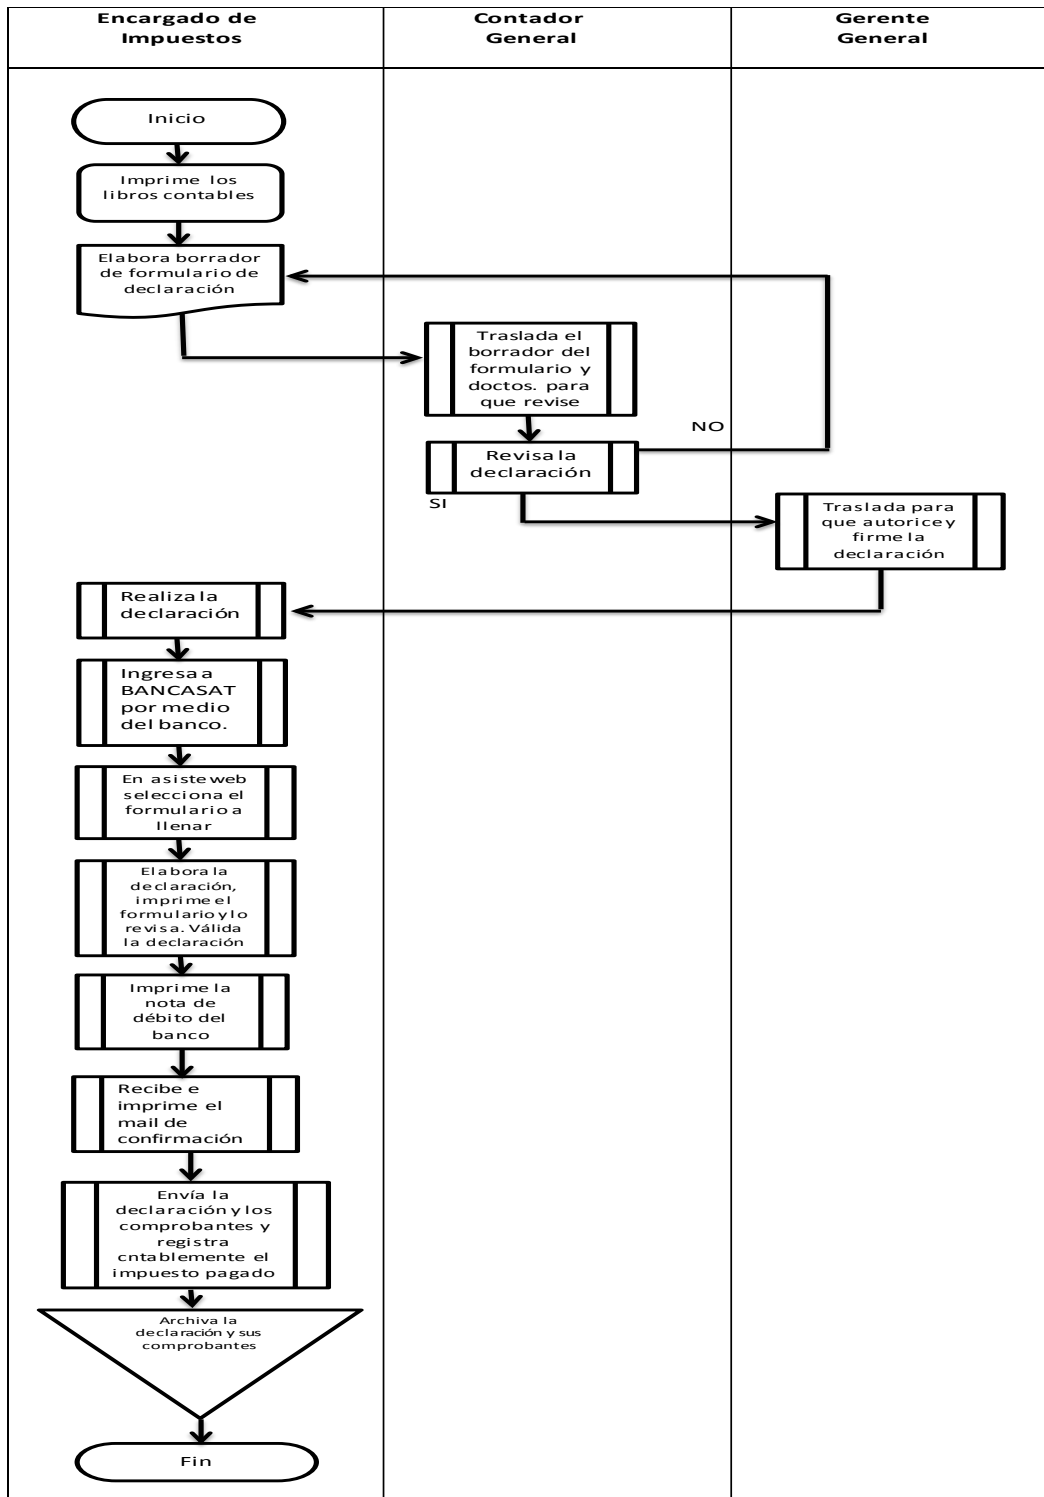 Encargado de
Impuestos
Contador
General
Gerente
General
Inicio
Imprime los
libros contables
Elabora borrador
de formulario de
declaración
Traslada el
borrador del
formulario y
doctos. para
que revise
NO
Revisa la
declaración
SI
Traslada para
que autorice y
firme la
declaración
Realiza la
declaración
Ingresa a
BANCASAT
por medio
del banco.
En asiste web
selecciona el
formulario a
llenar
Elabora la
declaración,
imprime el
formulario y lo
revisa. Válida
la declaración
Imprime la
nota de
débito del
banco
Recibe e
imprime el
mail de
confirmación
Envía la
declaración y los
comprobantes y
registra
cntablemente el
impuesto pagado
Archiva la
declaración y sus
comprobantes
Fin